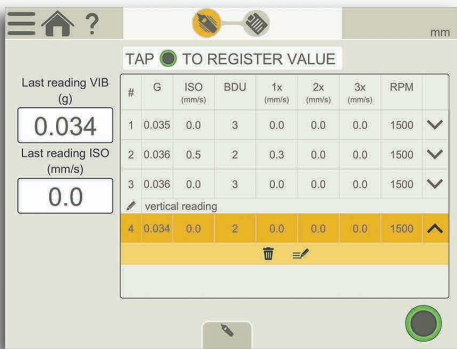 ?
mm
TAP TO REGISTER VALUE
Last reading VIB
(g)
0.034
Last reading ISO
(mm/s)
0.0
# G ISO (mm/s) BDU 1x (mm/s) 2x (mm/s) 3x (mm/s) RPM
1 0.035 0.0 3 0.0 0.0 0.0 1500
2 0.036 0.5 2 0.3 0.0 0.0 1500
3 0.036 0.0 3 0.0 0.0 0.0 1500
vertical reading
4 0.034 0.0 2 0.0 0.0 0.0 1500